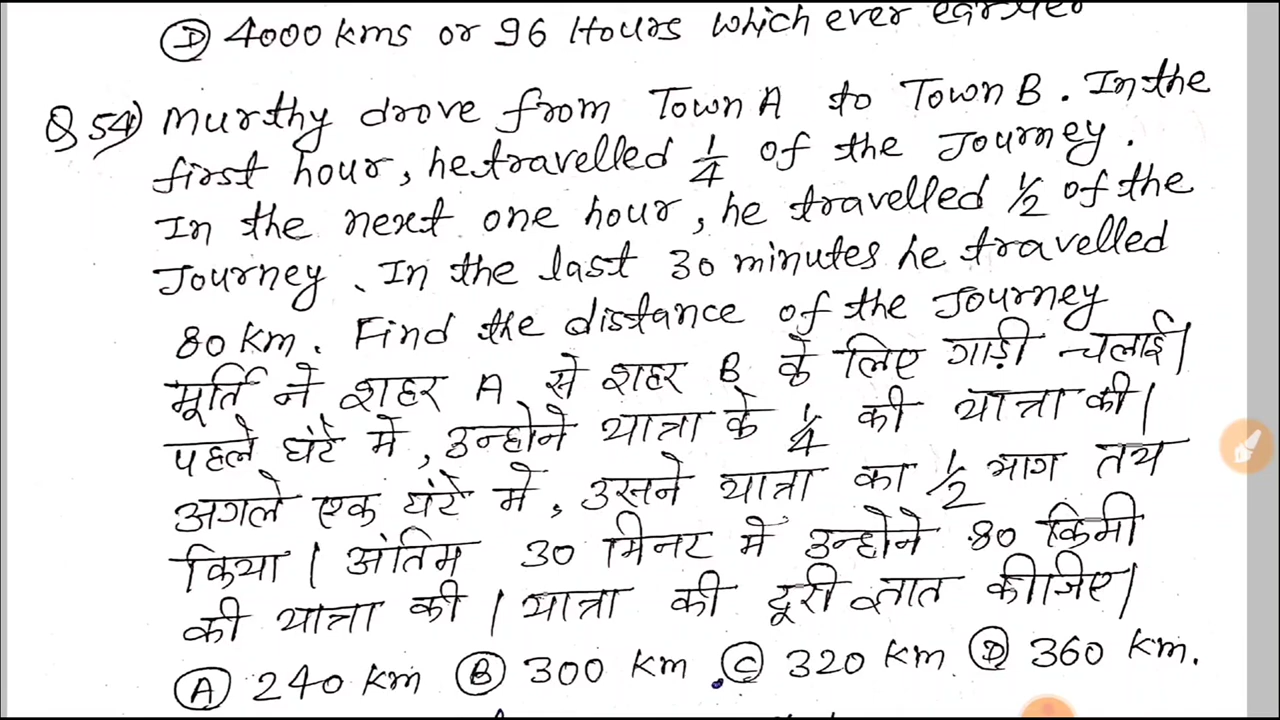 Ⓓ 4000 kms or 96 Hours which ever earlier
Q 54) Murthy drove from Town A to Town B. In the
first hour, he travelled 1/4 of the Journey.
In the next one hour, he travelled 1/2 of the
Journey. In the last 30 minutes he travelled
80 km. Find the distance of the Journey
मूर्ति ने शहर A से शहर B के लिए गाड़ी चलाई।
पहले घंटे में, उन्होने यात्रा के 1/4 की यात्रा की।
अगले एक घंटे में, उसने यात्रा का 1/2 भाग तय
किया। अंतिम 30 मिनट में उन्होने 80 किमी
की यात्रा की। यात्रा की दूरी ज्ञात कीजिए।
Ⓐ 240 km Ⓑ 300 km Ⓒ 320 km Ⓓ 360 km.